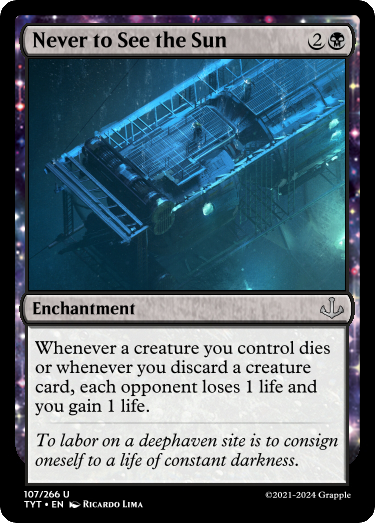 Never to See the Sun 2
Enchantment
Whenever a creature you control dies
or whenever you discard a creature
card, each opponent loses 1 life and
you gain 1 life.
To labor on a deephaven site is to consign
oneself to a life of constant darkness.
107/266 U
TYT • EN Ricardo Lima
©2021-2024 Grapple